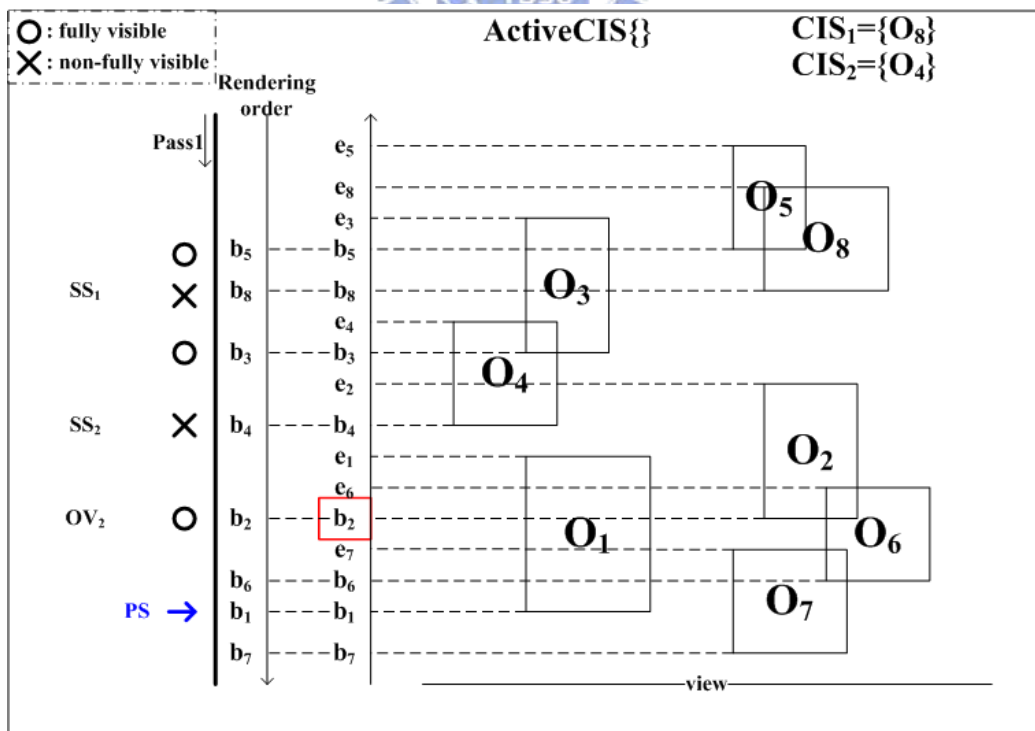 ActiveCIS{}
CIS₁={O₈}
CIS₂={O₄}
O : fully visible
X : non-fully visible
Rendering order
Pass1
e₅
e₈
e₃
b₅ b₅
SS₁ b₈ b₈
e₄
b₃ b₃
e₂
SS₂ b₄ b₄
e₁
e₆
OV₂ b₂ b₂
e₇
b₆ b₆
PS → b₁ b₁
b₇ b₇
O₅
O₈
O₃
O₄
O₂
O₁
O₆
O₇
view